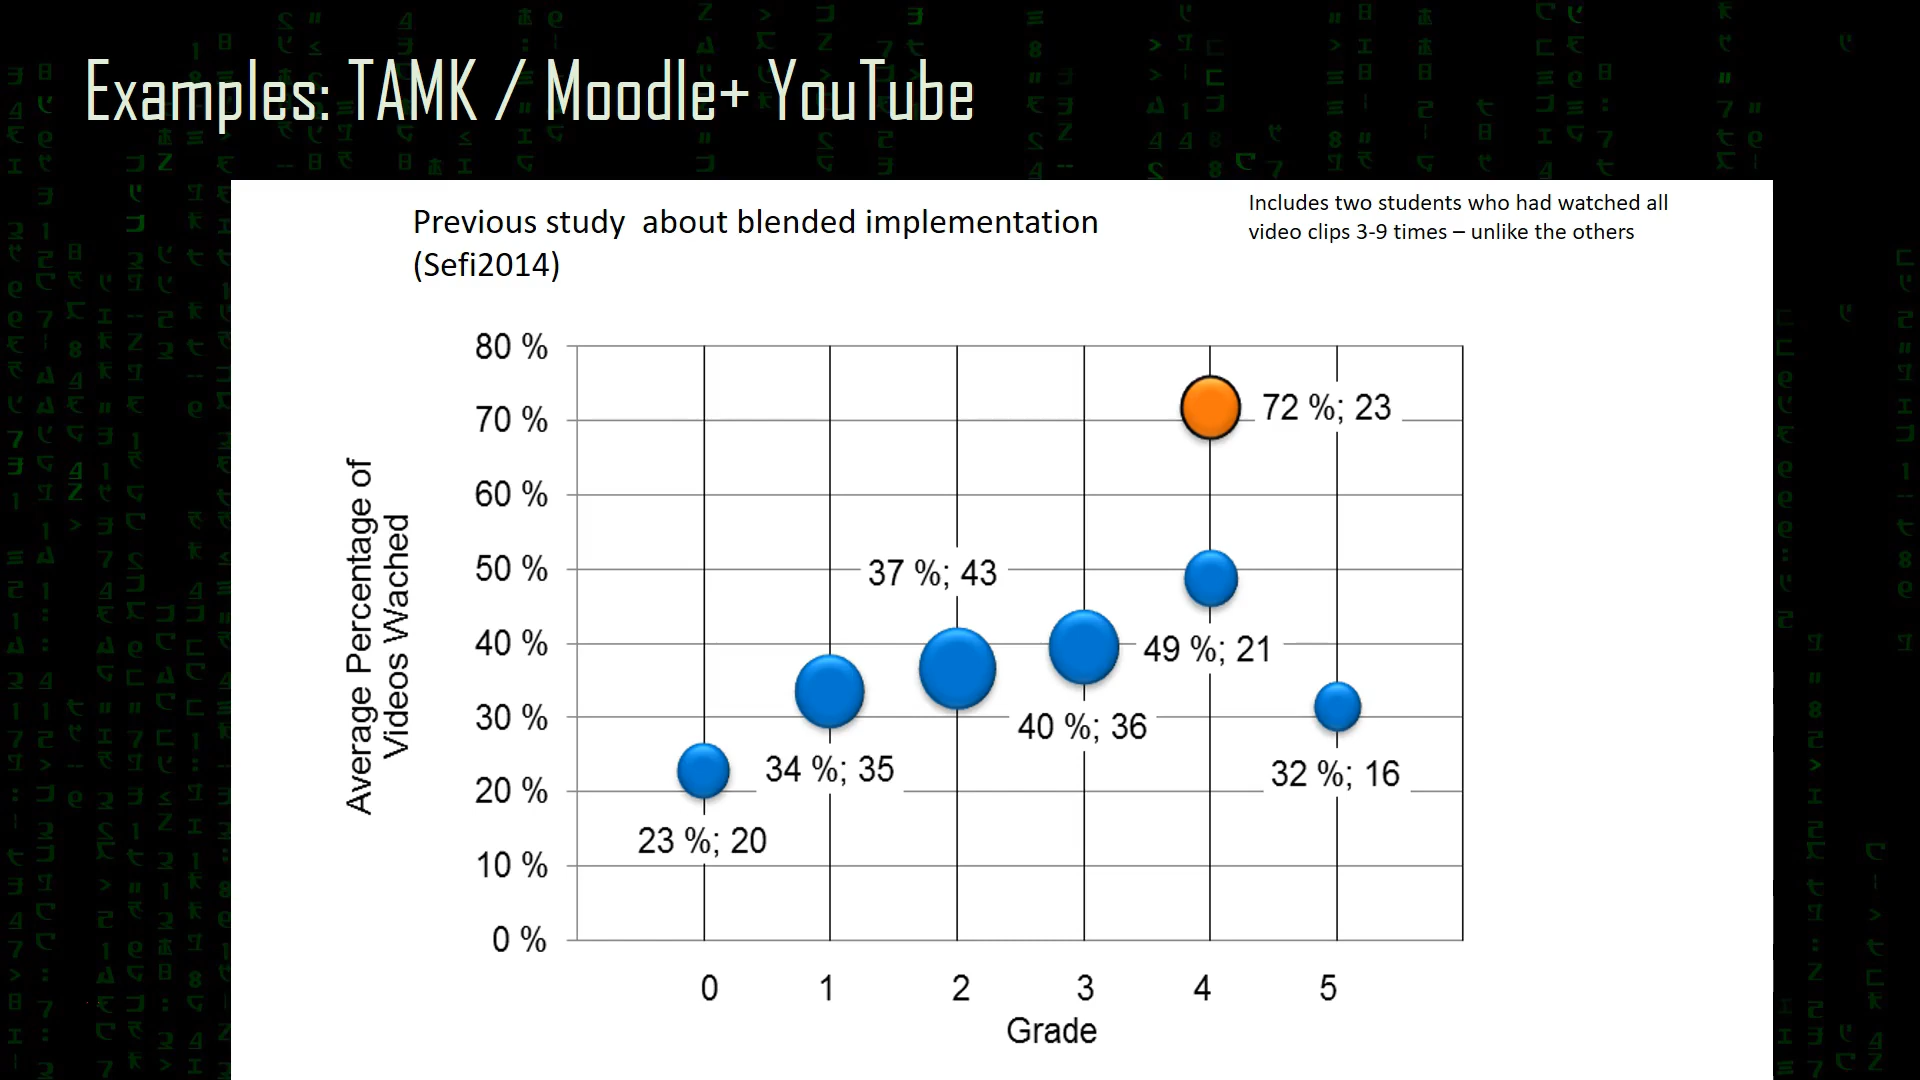 Examples: TAMK / Moodle+ YouTube
Previous study about blended implementation
(Sefi2014)
Includes two students who had watched all
video clips 3-9 times – unlike the others
Average Percentage of
Videos Wached
80 %
70 %
60 %
50 %
40 %
30 %
20 %
10 %
0 %
72 %; 23
37 %; 43
49 %; 21
40 %; 36
34 %; 35
32 %; 16
23 %; 20
0 1 2 3 4 5
Grade